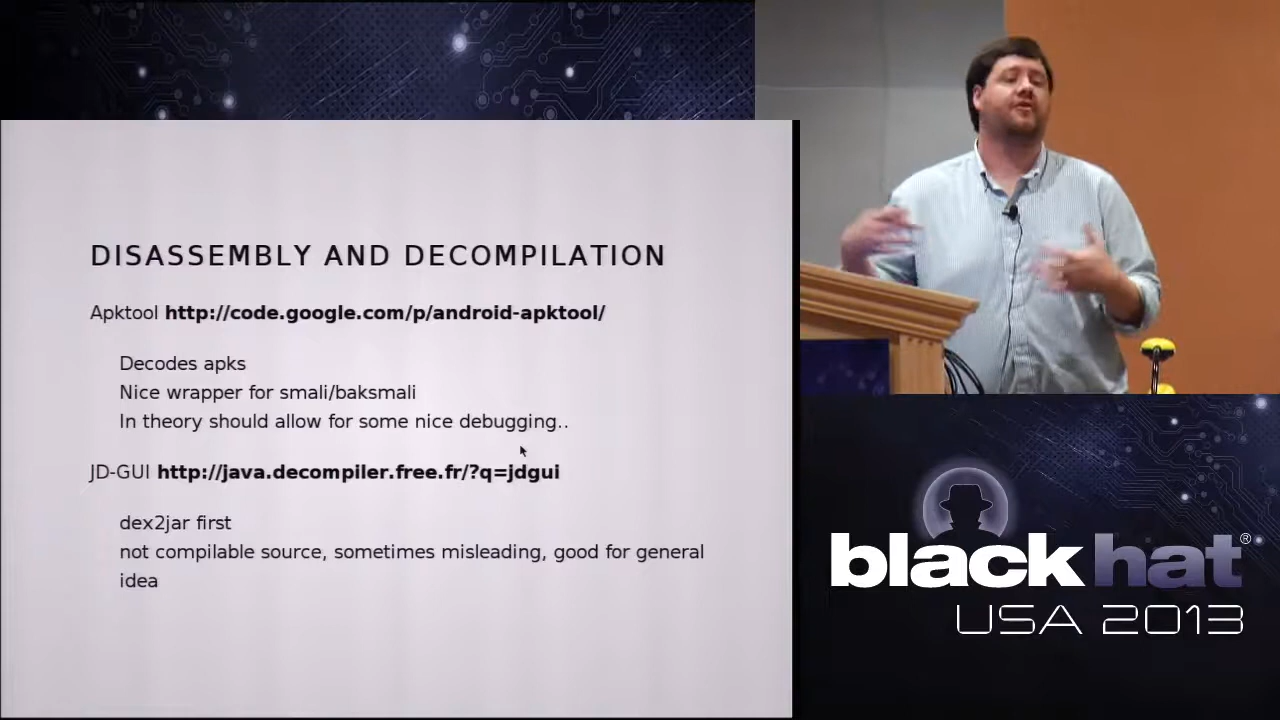 DISASSEMBLY AND DECOMPILATION
Apktool http://code.google.com/p/android-apktool/
Decodes apks
Nice wrapper for smali/baksmali
In theory should allow for some nice debugging..
JD-GUI http://java.decompiler.free.fr/?q=jdgui
dex2jar first
not compilable source, sometimes misleading, good for general
idea
blackhat®
USA 2013